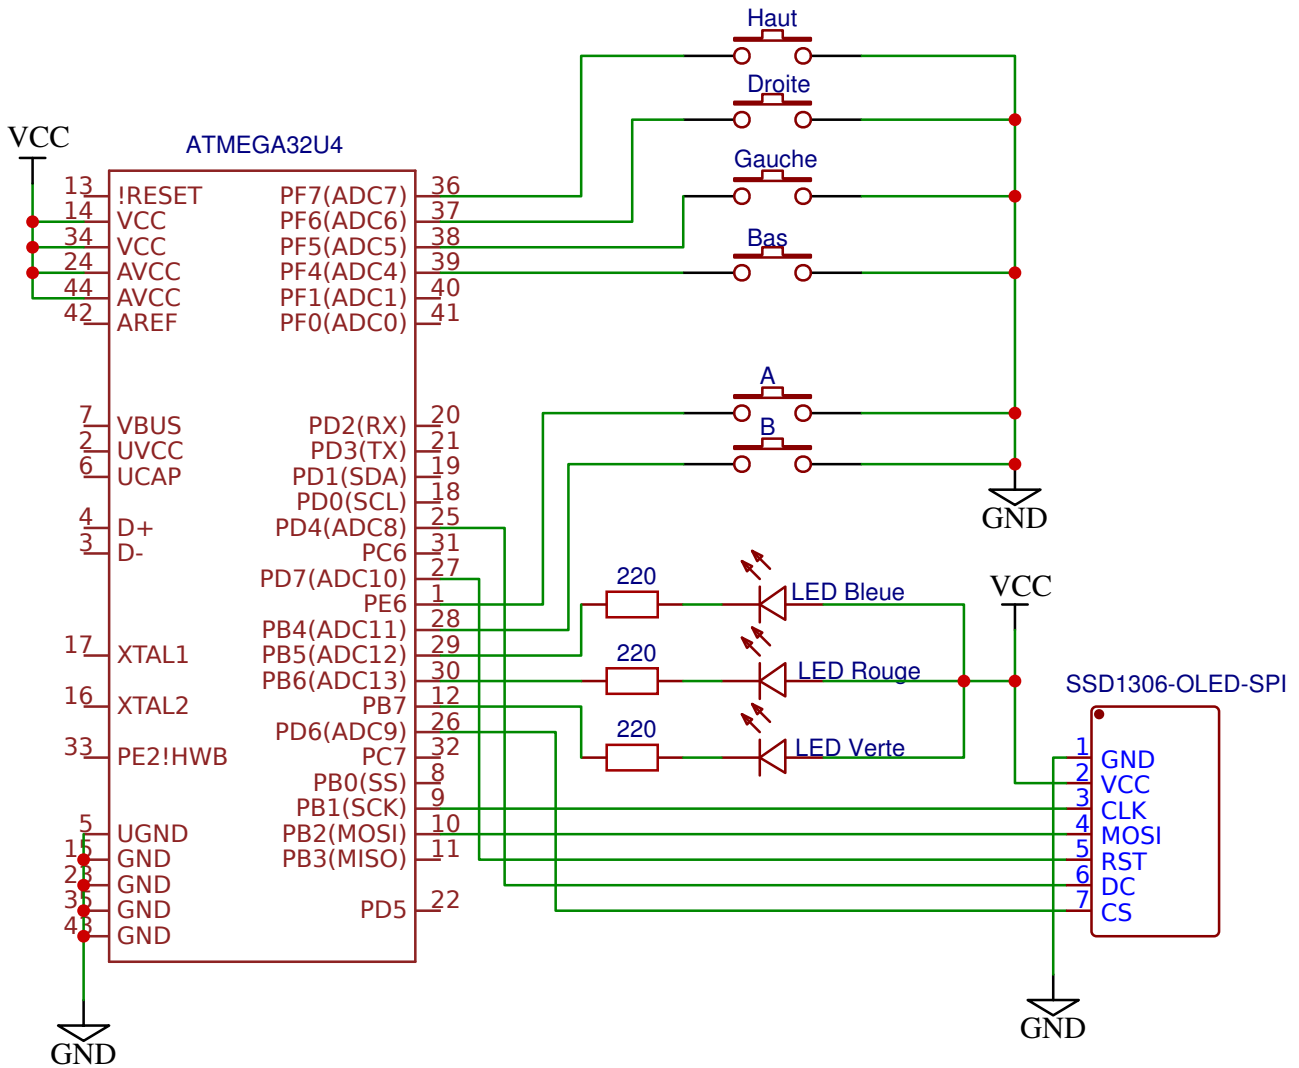 Haut
Droite
Gauche
Bas
VCC
ATMEGA32U4
13 !RESET PF7(ADC7) 36
14 VCC PF6(ADC6) 37
34 VCC PF5(ADC5) 38
24 AVCC PF4(ADC4) 39
44 AVCC PF1(ADC1) 40
42 AREF PF0(ADC0) 41
A
B
7 VBUS PD2(RX) 20
2 UVCC PD3(TX) 21
6 UCAP PD1(SDA) 19
PD0(SCL) 18
4 D+ PD4(ADC8) 25
3 D- PC6 31
PD7(ADC10) 27
PE6 1
PB4(ADC11) 28
17 XTAL1 PB5(ADC12) 29
PB6(ADC13) 30
16 XTAL2 PB7 12
PD6(ADC9) 26
33 PE2!HWB PC7 32
PB0(SS) 8
PB1(SCK) 9
5 UGND PB2(MOSI) 10
15 GND PB3(MISO) 11
23 GND
35 GND PD5 22
43 GND
GND
GND
220 LED Bleue
220 LED Rouge
220 LED Verte
VCC
SSD1306-OLED-SPI
1 GND
2 VCC
3 CLK
4 MOSI
5 RST
6 DC
7 CS
GND